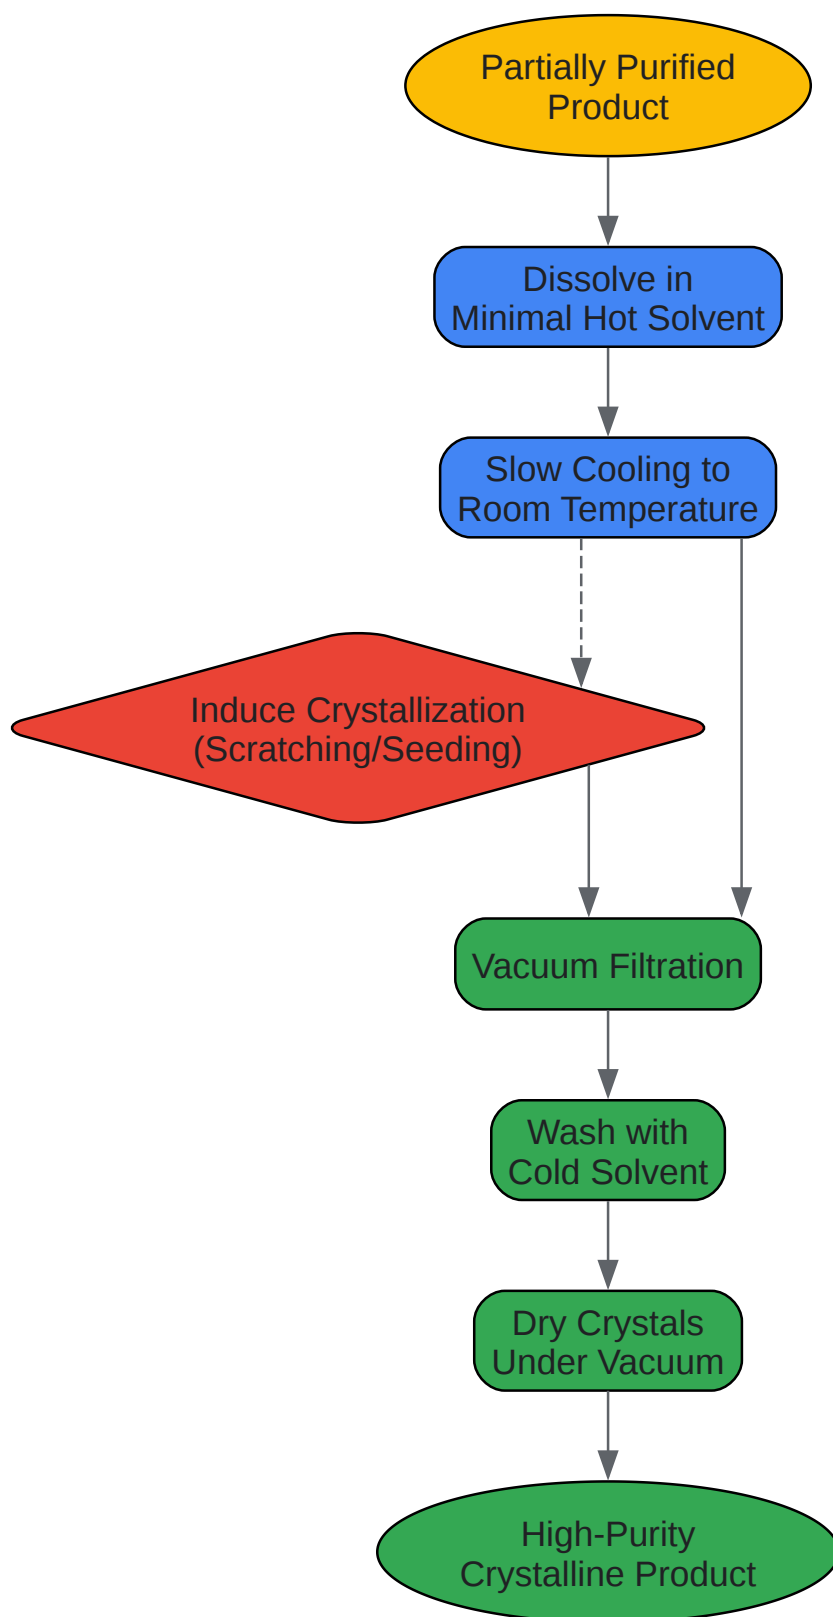 Partially Purified
Product
Dissolve in
Minimal Hot Solvent
Slow Cooling to
Room Temperature
Induce Crystallization
(Scratching/Seeding)
Vacuum Filtration
Wash with
Cold Solvent
Dry Crystals
Under Vacuum
High-Purity
Crystalline Product